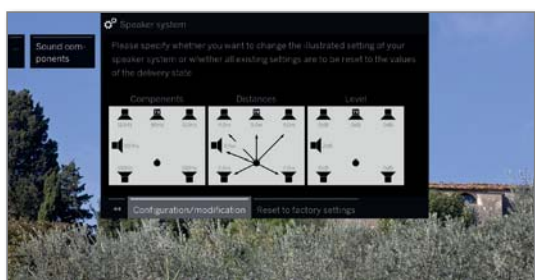 Speaker system
Sound com-
ponents
Please specify whether you want to change the illustrated setting of your
speaker system or whether all existing settings are to be reset to the values
of the delivery state.
Components
Distances
Level
Configuration/modification
Reset to factory settings